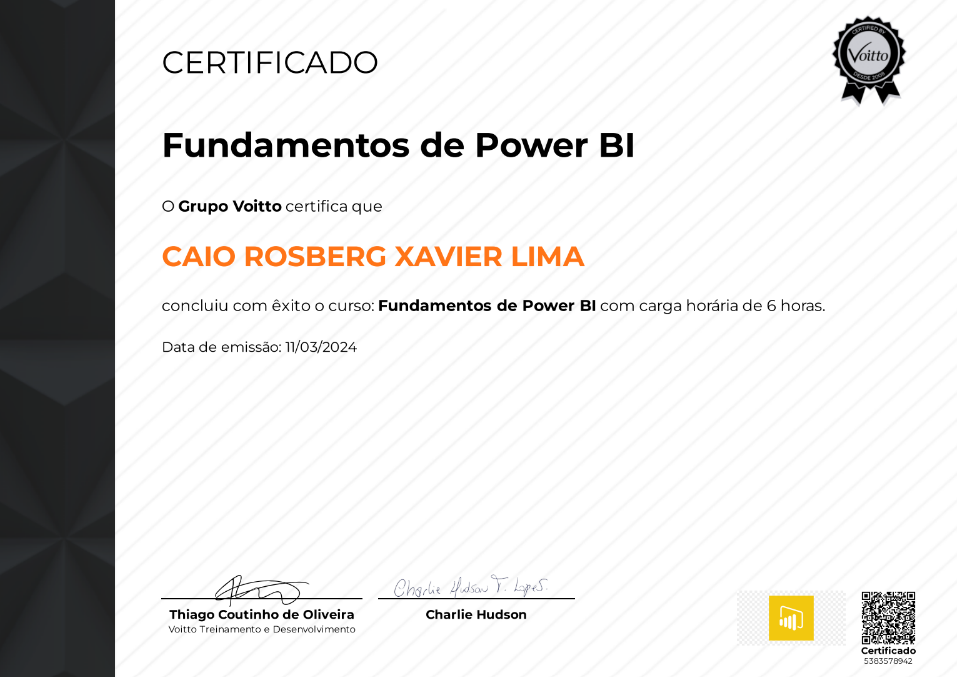 CERTIFICADO
CERTIFIED BY
Voitto
DESDE 2008
Fundamentos de Power BI
O Grupo Voitto certifica que
CAIO ROSBERG XAVIER LIMA
concluiu com êxito o curso: Fundamentos de Power BI com carga horária de 6 horas.
Data de emissão: 11/03/2024
Charlie Hudson T. Lopes.
Thiago Coutinho de Oliveira
Voitto Treinamento e Desenvolvimento
Charlie Hudson
Certificado
5383578942